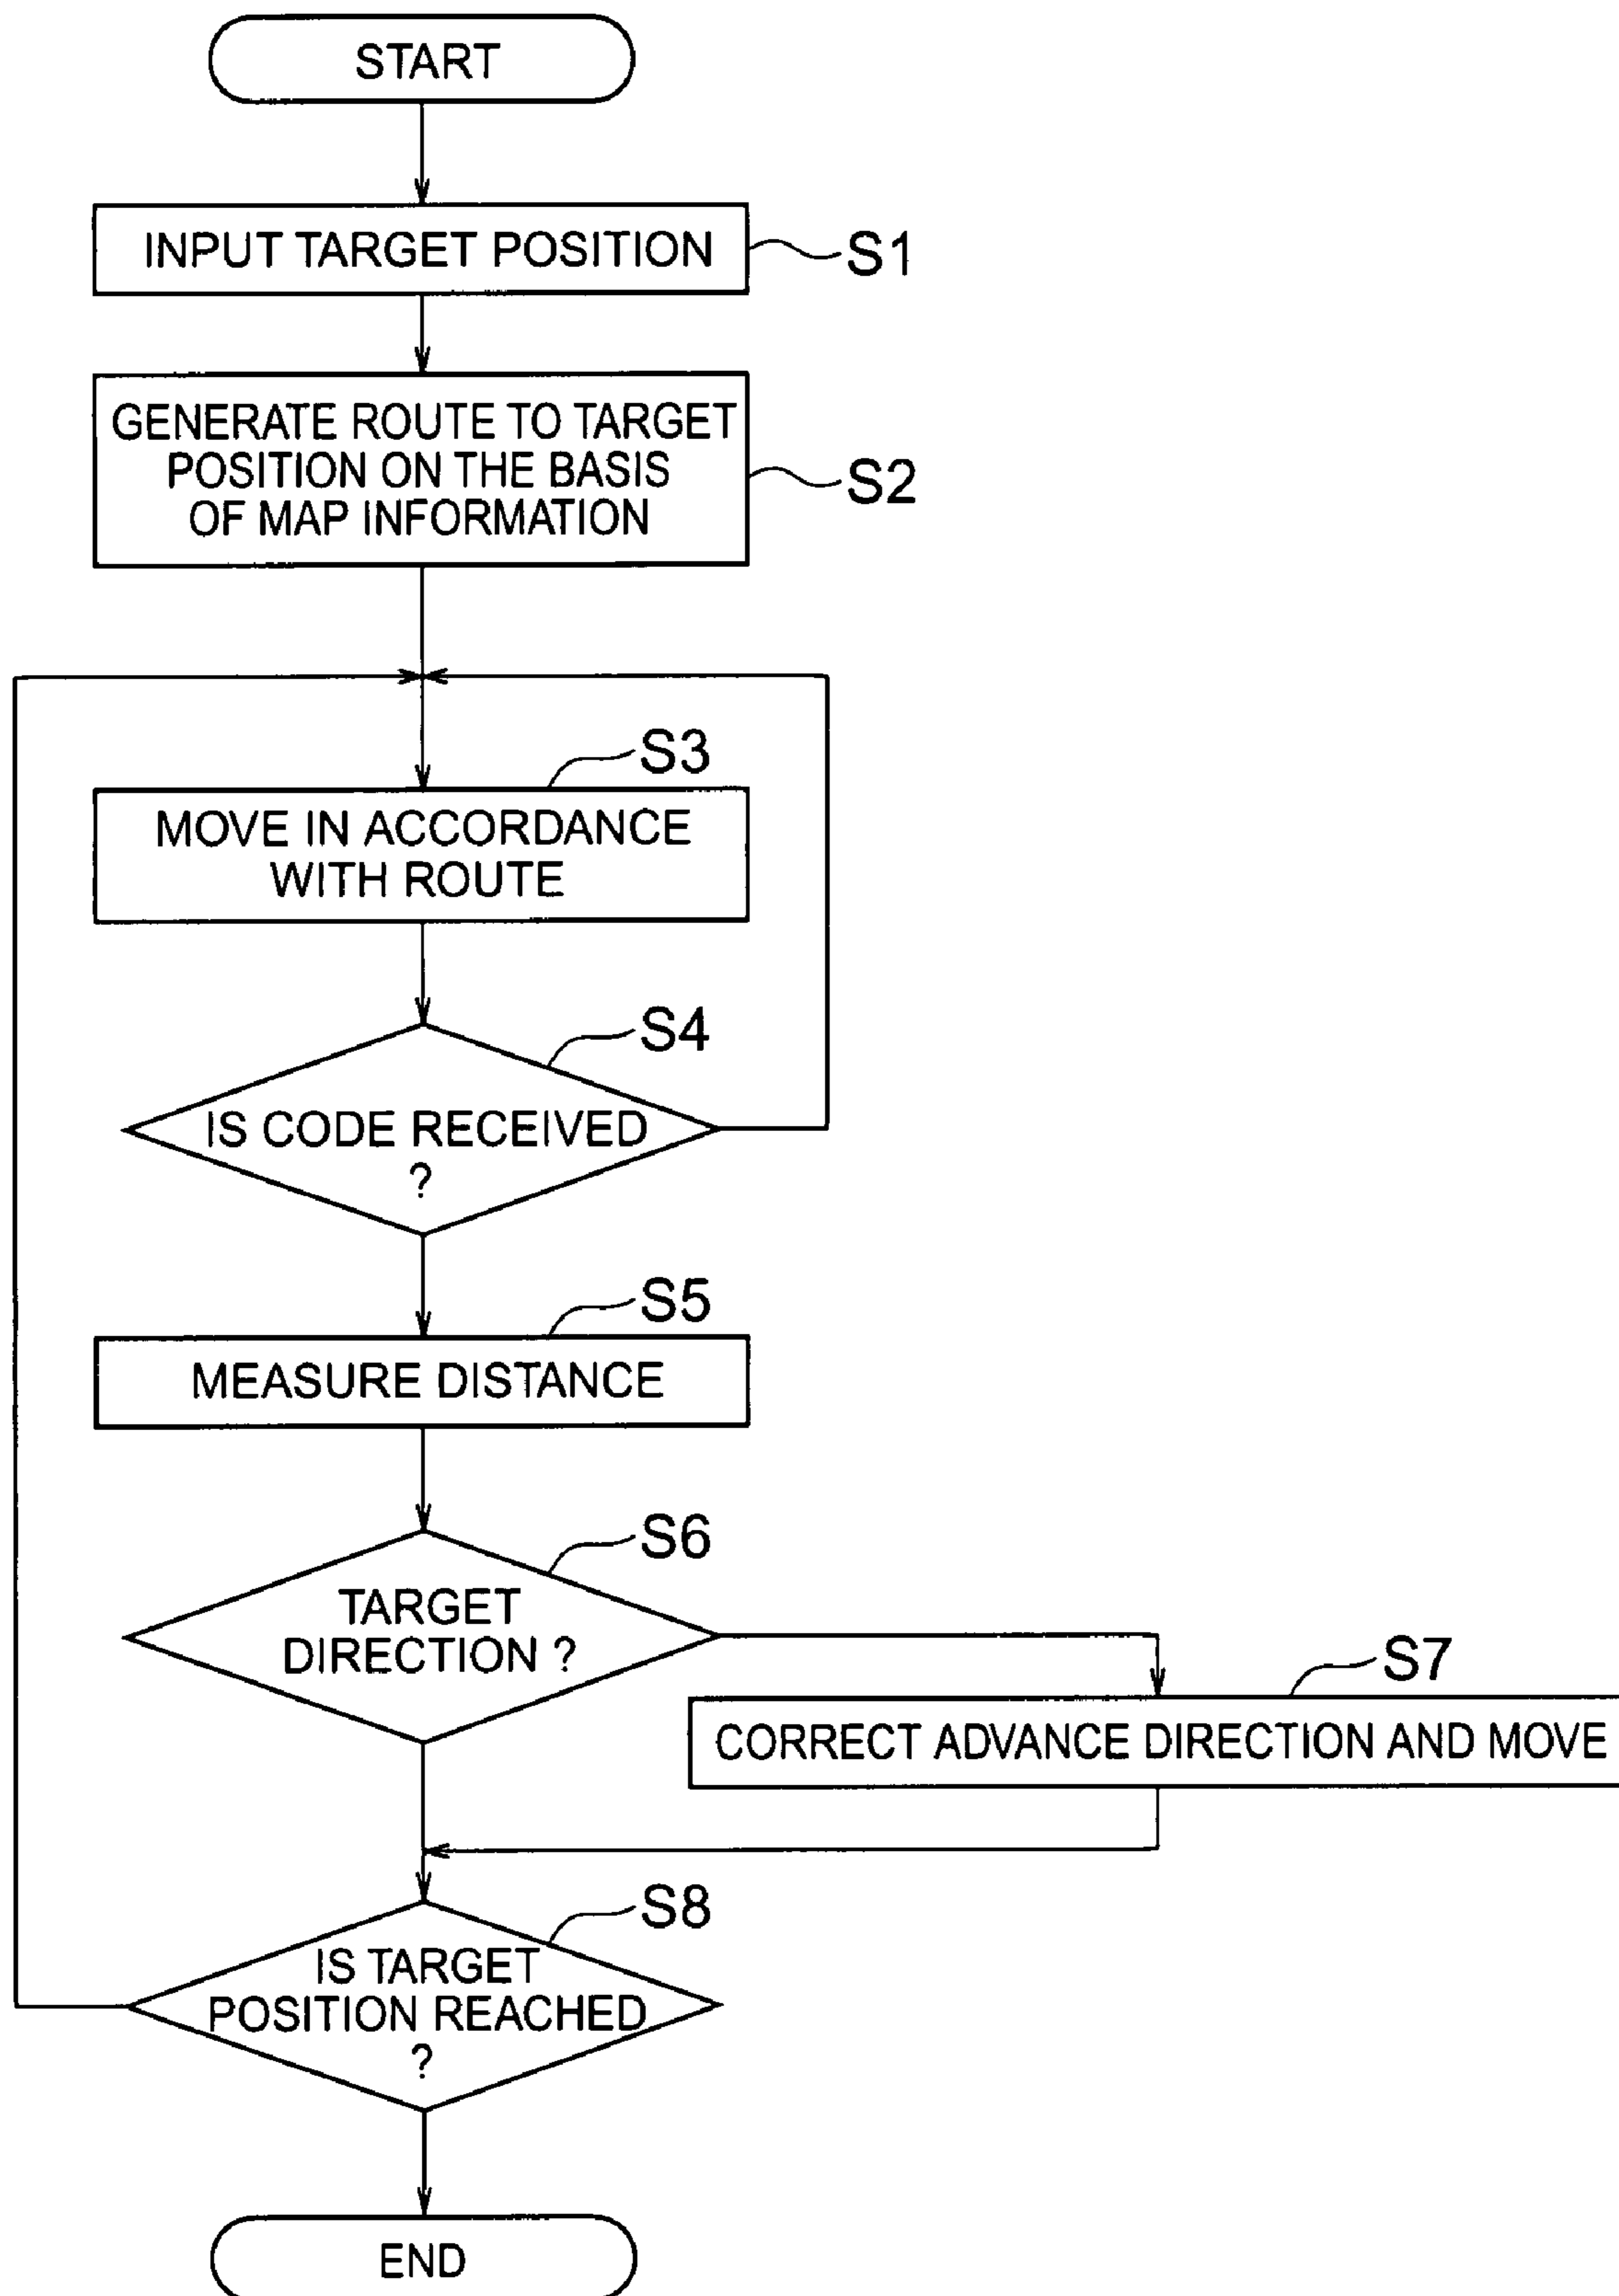 START
INPUT TARGET POSITION
S1
GENERATE ROUTE TO TARGET
POSITION ON THE BASIS
OF MAP INFORMATION
S2
S3
MOVE IN ACCORDANCE
WITH ROUTE
S4
IS CODE RECEIVED
?
S5
MEASURE DISTANCE
S6
TARGET
DIRECTION ?
S7
CORRECT ADVANCE DIRECTION AND MOVE
S8
IS TARGET
POSITION REACHED
?
END